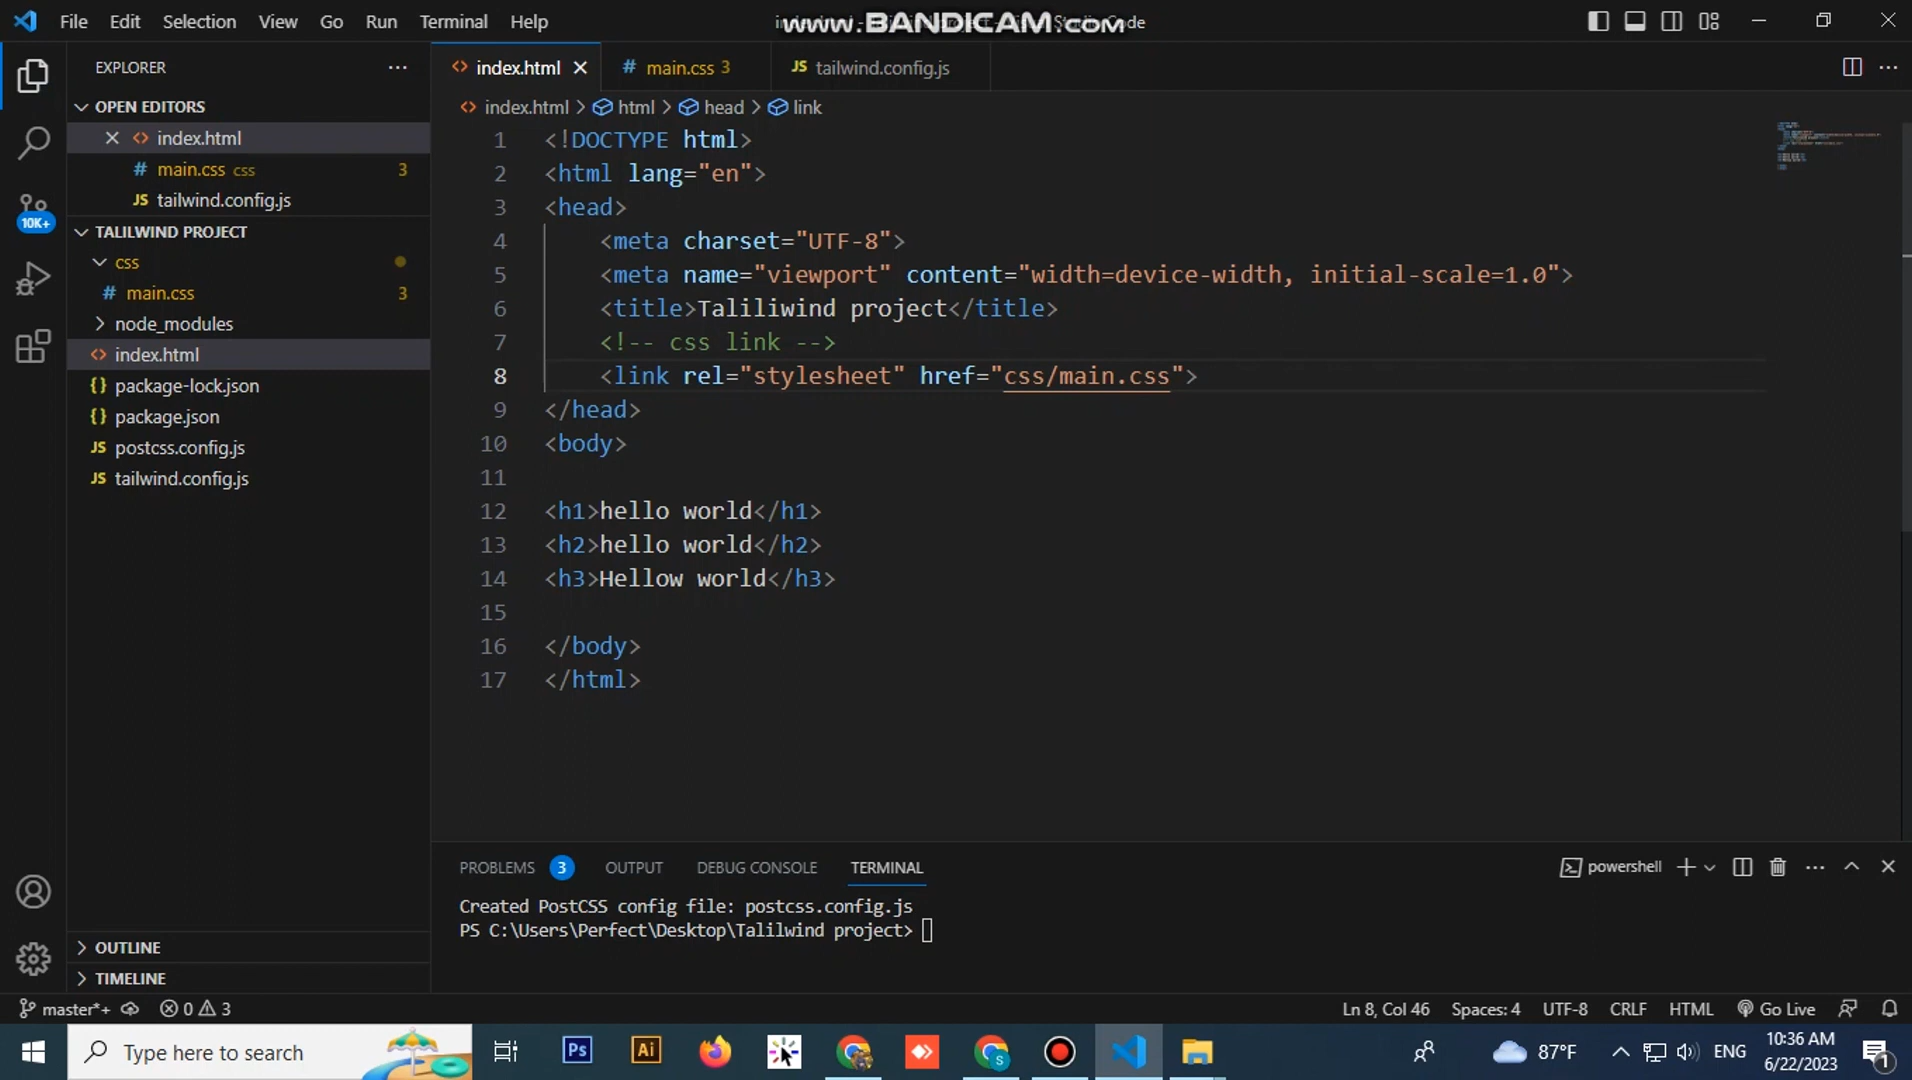 File Edit Selection View Go Run Terminal Help
www.BANDICAM.com
EXPLORER
OPEN EDITORS
index.html
main.css css 3
tailwind.config.js
TALILWIND PROJECT
css
main.css 3
node_modules
index.html
package-lock.json
package.json
postcss.config.js
tailwind.config.js
OUTLINE
TIMELINE
10K+
index.html
main.css 3
tailwind.config.js
index.html > html > head > link
1 <!DOCTYPE html>
2 <html lang="en">
3 <head>
4 <meta charset="UTF-8">
5 <meta name="viewport" content="width=device-width, initial-scale=1.0">
6 <title>Taliliwind project</title>
7 <!-- css link -->
8 <link rel="stylesheet" href="css/main.css">
9 </head>
10 <body>
11
12 <h1>hello world</h1>
13 <h2>hello world</h2>
14 <h3>Hellow world</h3>
15
16 </body>
17 </html>
PROBLEMS 3 OUTPUT DEBUG CONSOLE TERMINAL
powershell
Created PostCSS config file: postcss.config.js
PS C:\Users\Perfect\Desktop\Talilwind project>
master*+ 0 3
Ln 8, Col 46 Spaces: 4 UTF-8 CRLF HTML Go Live
Type here to search
Ps
Ai
S
87°F
ENG
10:36 AM
6/22/2023
1